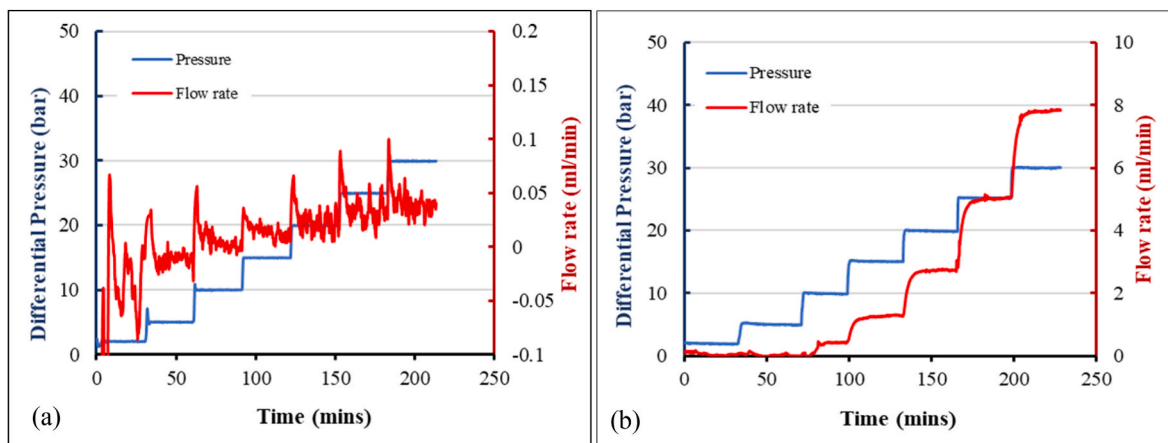 50
40
30
20
10
0
Differential Pressure (bar)
Pressure
Flow rate
0.2
0.15
0.1
0.05
0
-0.05
-0.1
Flow rate (ml/min)
0 50 100 150 200 250
Time (mins)
(a)
50
40
30
20
10
0
Differential Pressure (bar)
Pressure
Flow rate
10
8
6
4
2
0
Flow rate (ml/min)
0 50 100 150 200 250
Time (mins)
(b)